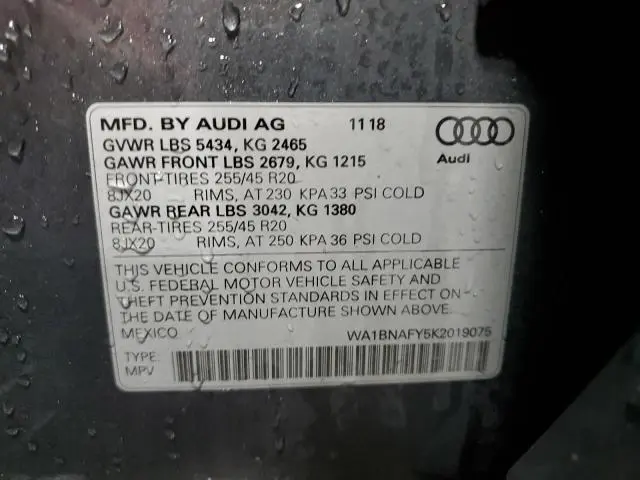 MFD. BY AUDI AG 11 18
GVWR LBS 5434, KG 2465
Audi
GAWR FRONT LBS 2679, KG 1215
FRONT-TIRES 255/45 R20
8JX20 RIMS, AT 230 KPA 33 PSI COLD
GAWR REAR LBS 3042, KG 1380
REAR-TIRES 255/45 R20
8JX20 RIMS, AT 250 KPA 36 PSI COLD
THIS VEHICLE CONFORMS TO ALL APPLICABLE
U.S. FEDERAL MOTOR VEHICLE SAFETY AND
THEFT PREVENTION STANDARDS IN EFFECT ON
THE DATE OF MANUFACTURE SHOWN ABOVE.
MEXICO WA1BNAFY5K2019075
TYPE:
MPV